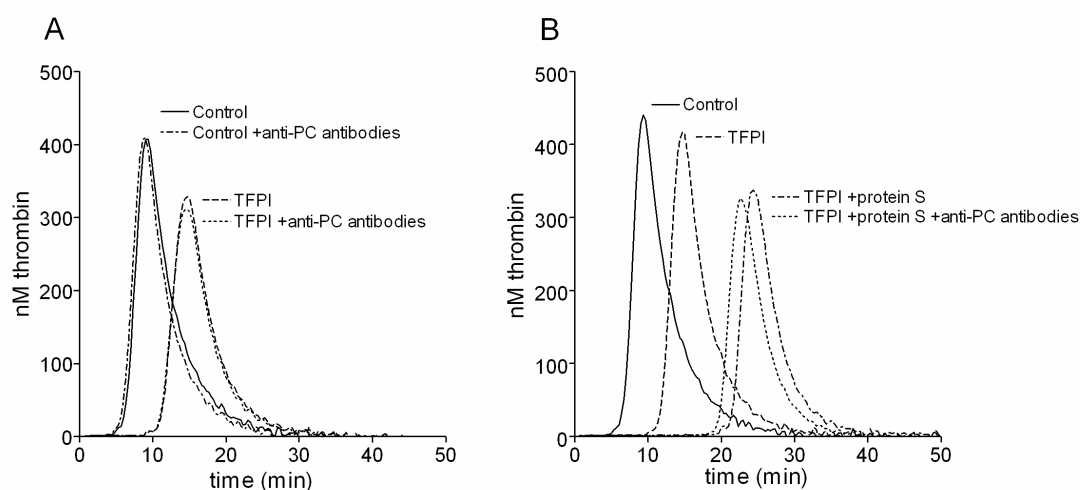 A
500
400
300
200
100
0
nM thrombin
Control
Control +anti-PC antibodies
TFPI
TFPI +anti-PC antibodies
0 10 20 30 40 50
time (min)
B
500
400
300
200
100
0
nM thrombin
Control
TFPI
TFPI +protein S
TFPI +protein S +anti-PC antibodies
0 10 20 30 40 50
time (min)